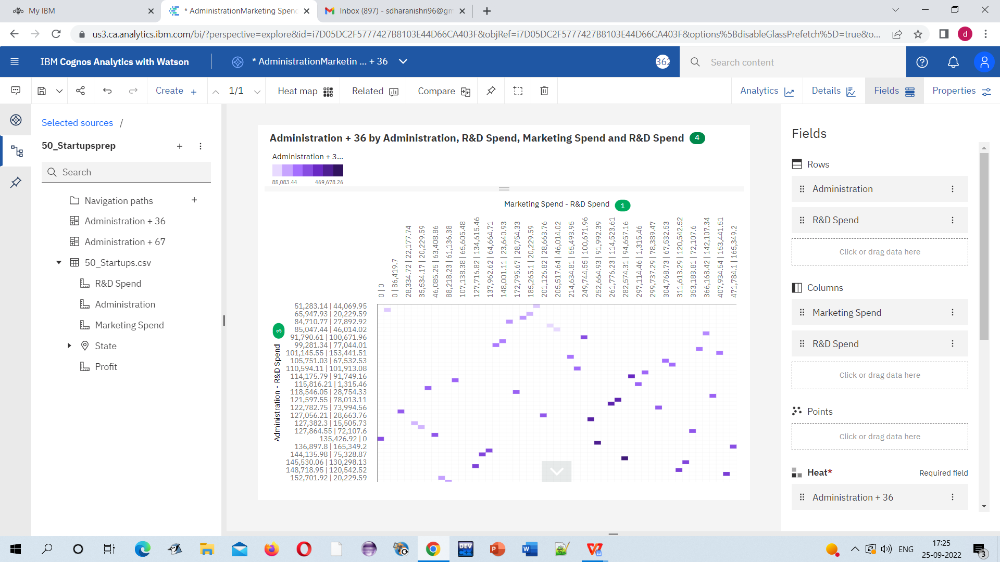 My IBM
* AdministrationMarketing Spend
Inbox (897) - sdharanishri96@gm
us3.ca.analytics.ibm.com/bi/?perspective=explore&id=i7D05DC2F5777427B8103E44D66CA403F&objRef=i7D05DC2F5777427B8103E44D66CA403F&options%5BdisableGlassPrefetch%5D=true&o...
d
IBM Cognos Analytics with Watson
* AdministrationMarketin ... + 36
362
Search content
Create +
1/1
Heat map
Related
Compare
Analytics
Details
Fields
Properties
Selected sources /
50_Startupsprep
Search
Navigation paths
Administration + 36
Administration + 67
50_Startups.csv
R&D Spend
Administration
Marketing Spend
State
Profit
Administration + 36 by Administration, R&D Spend, Marketing Spend and R&D Spend 4
Administration + 3...
85,083.44 469,678.26
Marketing Spend - R&D Spend 1
0 | 0
0 | 86,419.7
28,334.72 | 22,177.74
35,534.17 | 20,229.59
46,085.25 | 63,408.86
88,218.23 | 61,136.38
107,138.38 | 65,605.48
127,716.82 | 134,615.46
137,962.62 | 64,664.71
148,001.11 | 23,640.93
172,795.67 | 28,754.33
185,265.1 | 20,229.59
201,126.82 | 28,663.76
205,517.64 | 46,014.02
214,634.81 | 55,493.95
249,744.55 | 100,671.96
252,664.93 | 91,992.39
261,776.23 | 114,523.61
282,574.31 | 94,657.16
297,114.46 | 1,315.46
299,737.29 | 78,389.47
304,768.73 | 67,532.53
311,613.29 | 120,542.52
353,183.81 | 72,107.6
366,168.42 | 142,107.34
407,934.54 | 153,441.51
471,784.1 | 165,349.2
Administration - R&D Spend 3
51,283.14 | 44,069.95
65,947.93 | 20,229.59
84,710.77 | 27,892.92
85,047.44 | 46,014.02
91,790.61 | 100,671.96
99,281.34 | 77,044.01
101,145.55 | 153,441.51
105,751.03 | 67,532.53
110,594.11 | 101,913.08
114,175.79 | 91,749.16
115,816.21 | 1,315.46
118,546.05 | 28,754.33
121,597.55 | 78,013.11
122,782.75 | 73,994.56
127,056.21 | 28,663.76
127,382.3 | 15,505.73
127,864.55 | 72,107.6
135,426.92 | 0
136,897.8 | 165,349.2
144,135.98 | 75,328.87
145,530.06 | 130,298.13
148,718.95 | 120,542.52
152,701.92 | 20,229.59
Fields
Rows
Administration
R&D Spend
Click or drag data here
Columns
Marketing Spend
R&D Spend
Click or drag data here
Points
Click or drag data here
Heat* Required field
Administration + 36
DEV C++
ENG
17:25
25-09-2022
3